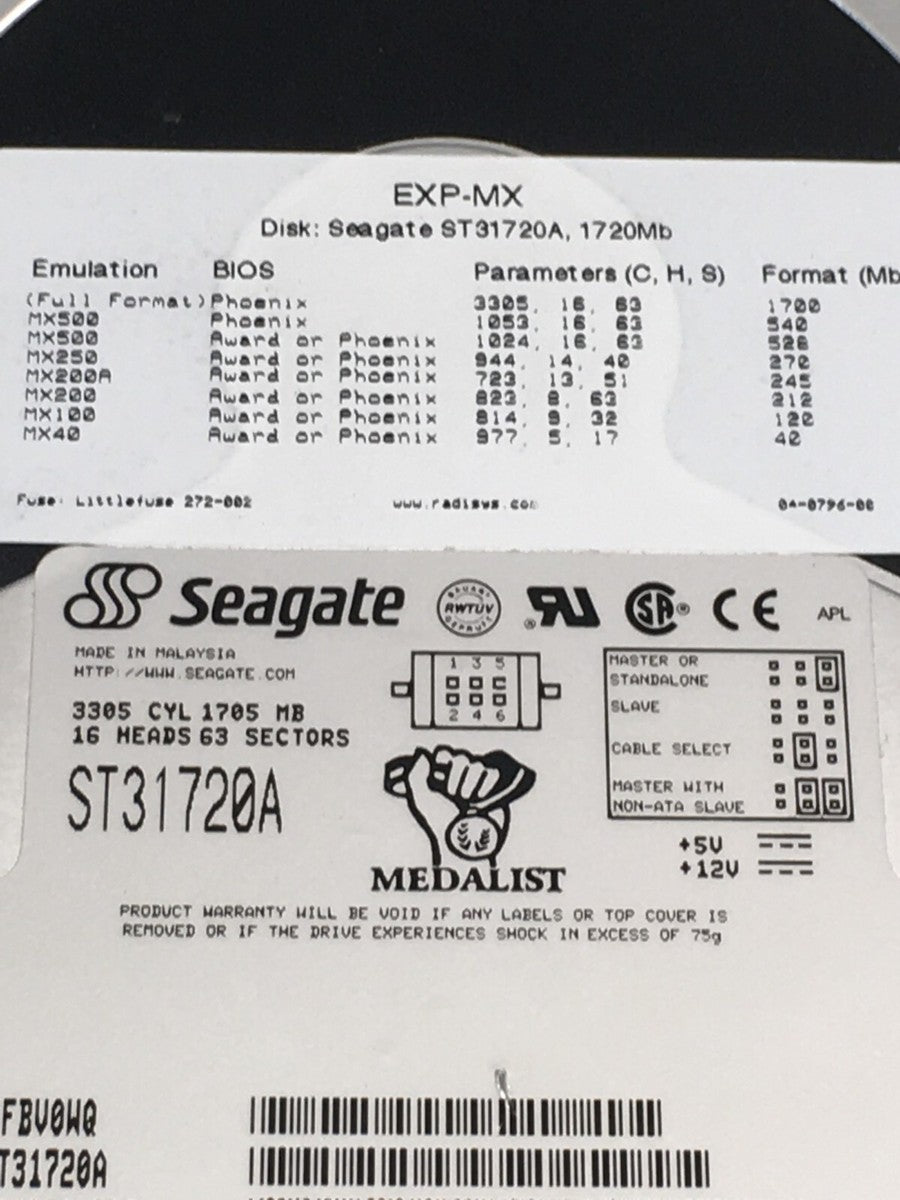 EXP-MX
Disk: Seagate ST31720A, 1720Mb
Emulation BIOS Parameters (C, H, S) Format (Mb
(Full Format) Phoenix 3305, 16, 63 1700
MX500 Phoenix 1053, 16, 63 540
MX500 Award or Phoenix 1024, 16, 63 528
MX250 Award or Phoenix 944, 14, 40 270
MX200A Award or Phoenix 723, 13, 51 245
MX200 Award or Phoenix 823, 8, 63 212
MX100 Award or Phoenix 814, 9, 32 120
MX40 Award or Phoenix 977, 5, 17 40
Fuse: Littlefuse 272-002 www.radisys.com 04-0796-00
Seagate RWTÜV GEPRÜFT RU ® SA ® CE APL
MADE IN MALAYSIA
HTTP://WWW.SEAGATE.COM
3305 CYL 1705 MB
16 HEADS 63 SECTORS
ST31720A
1 3 5
2 4 6
MEDALIST
MASTER OR
STANDALONE
SLAVE
CABLE SELECT
MASTER WITH
NON-ATA SLAVE
+5V
+12V
PRODUCT WARRANTY WILL BE VOID IF ANY LABELS OR TOP COVER IS
REMOVED OR IF THE DRIVE EXPERIENCES SHOCK IN EXCESS OF 75g
FBV0WQ
T31720A